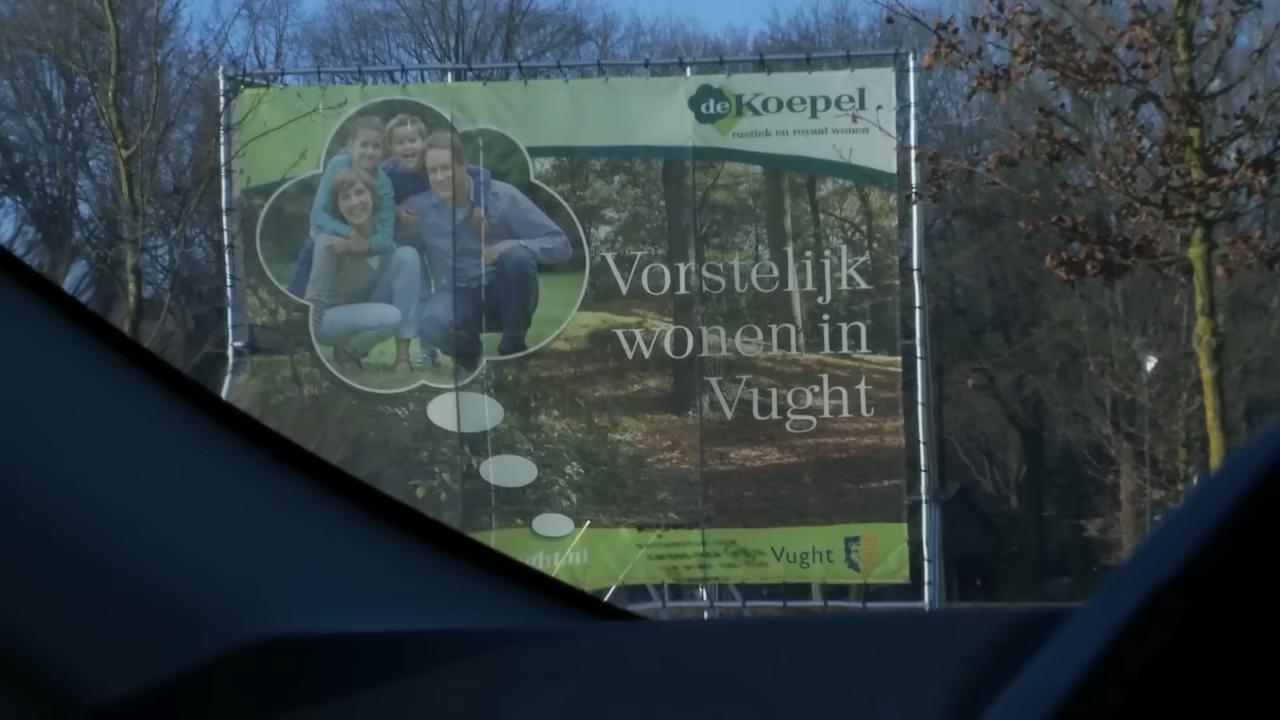 de Koepel
rustiek en royaal wonen
Vorstelijk
wonen in
Vught
Vught